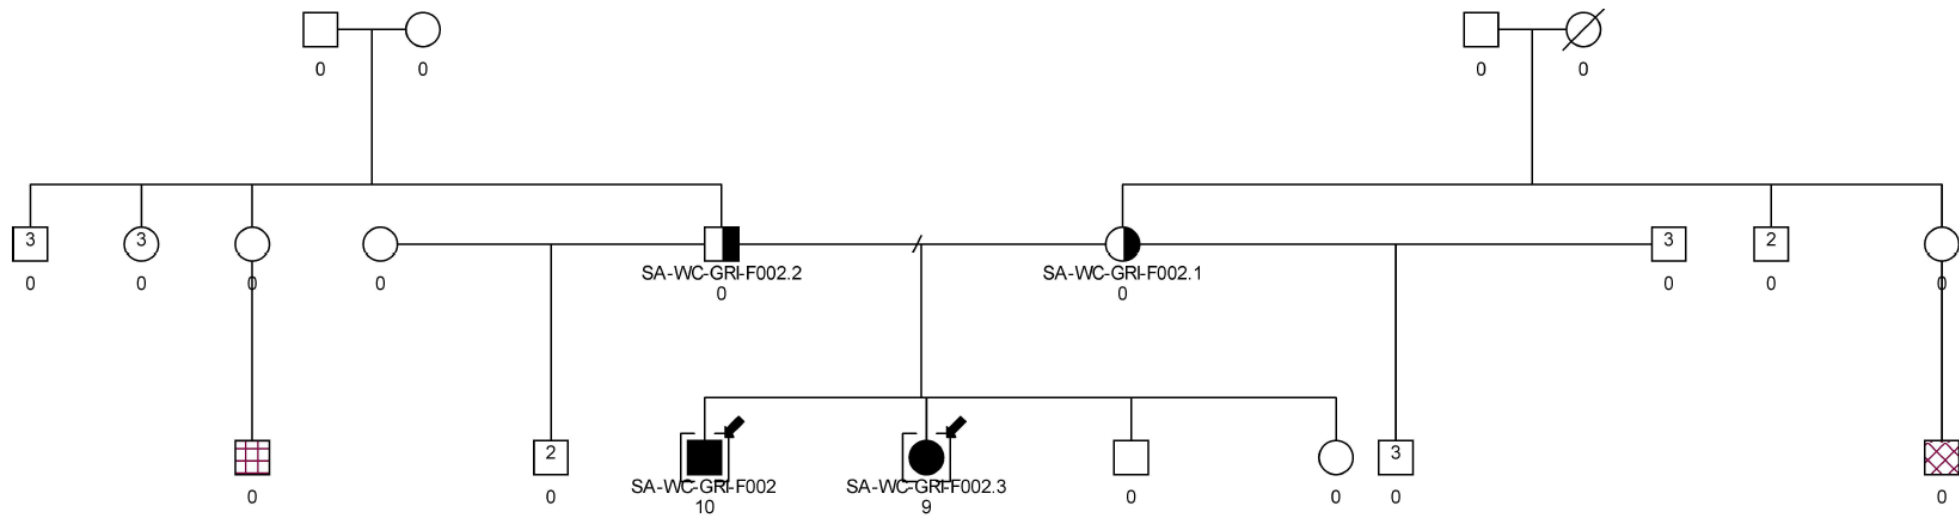 0 0 0 0
3 3 3 2
0 0 0 0 SA-WC-GRI-F002.2 SA-WC-GRI-F002.1 0 0 0
0 0
2 3
0 0 SA-WC-GRI-F002 SA-WC-GRI-F002.3 0 0 0 0
10 9